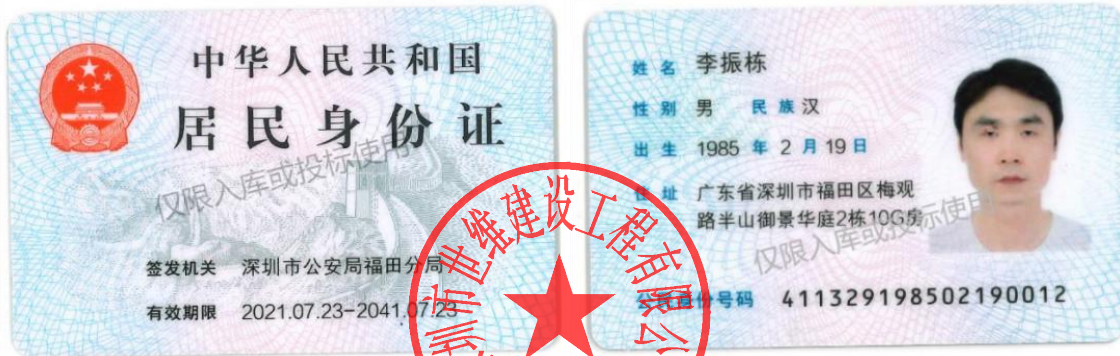 中华人民共和国
居民身份证
仅限入库或投标使用
签发机关 深圳市公安局福田分局
有效期限 2021.07.23-2041.07.23
姓名 李振栋
性别 男 民族 汉
出生 1985 年 2 月 19 日
住址 广东省深圳市福田区梅观
路半山御景华庭2栋10G房
仅限入库或投标使用
公民身份号码 411329198502190012
圳市世维建设工程有限公